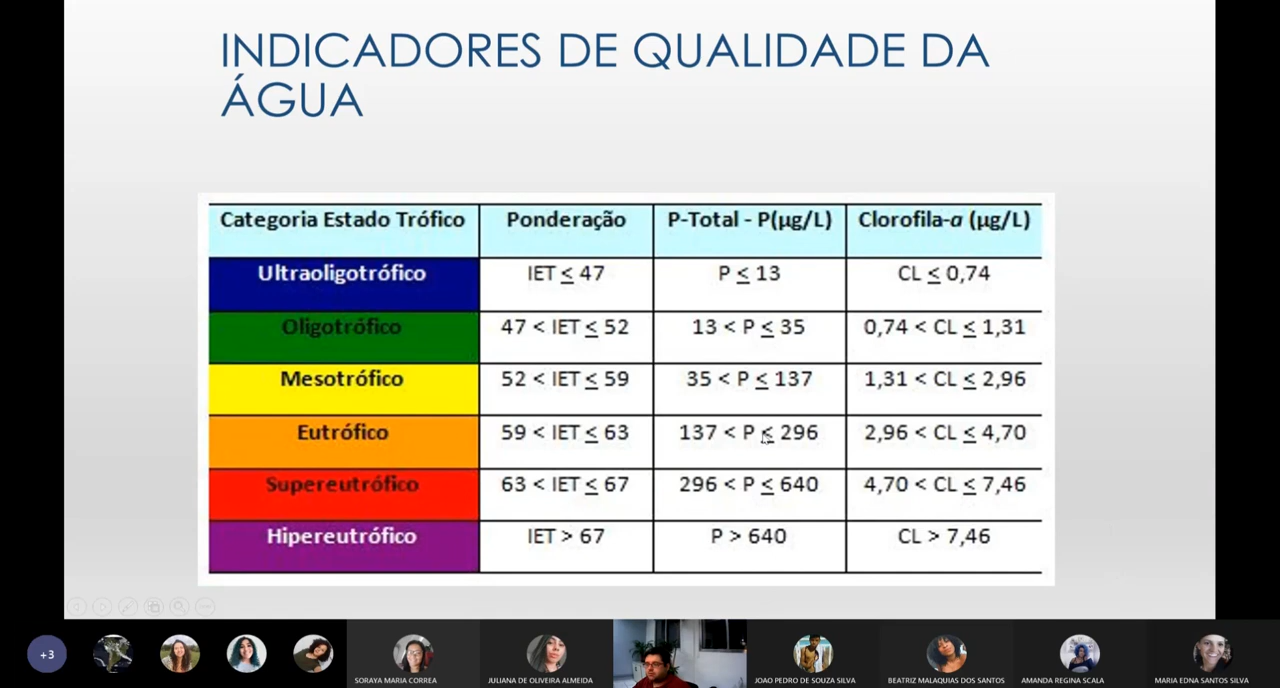 INDICADORES DE QUALIDADE DA
ÁGUA
Categoria Estado Trófico Ponderação P-Total - P(µg/L) Clorofila-a (µg/L)
Ultraoligotrófico IET ≤ 47 P ≤ 13 CL ≤ 0,74
Oligotrófico 47 < IET ≤ 52 13 < P ≤ 35 0,74 < CL ≤ 1,31
Mesotrófico 52 < IET ≤ 59 35 < P ≤ 137 1,31 < CL ≤ 2,96
Eutrófico 59 < IET ≤ 63 137 < P ≤ 296 2,96 < CL ≤ 4,70
Supereutrófico 63 < IET ≤ 67 296 < P ≤ 640 4,70 < CL ≤ 7,46
Hipereutrófico IET > 67 P > 640 CL > 7,46
+3
SORAYA MARIA CORREA JULIANA DE OLIVEIRA ALMEIDA JOAO PEDRO DE SOUZA SILVA BEATRIZ MALAQUIAS DOS SANTOS AMANDA REGINA SCALA MARIA EDNA SANTOS SILVA